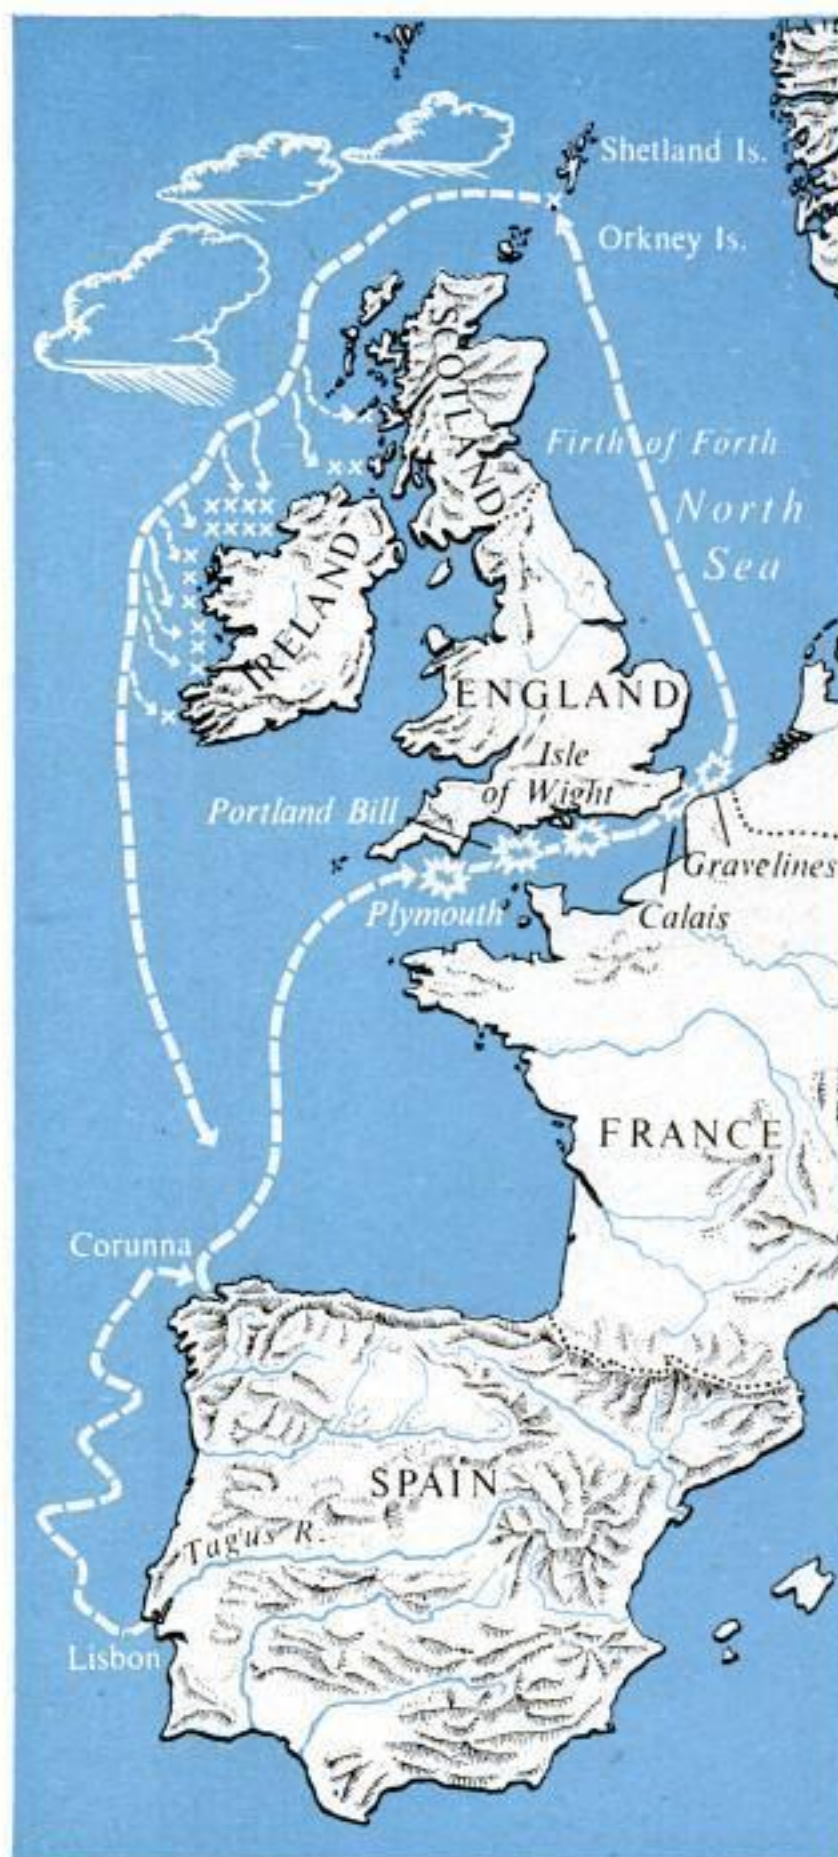 Shetland Is.
Orkney Is.
SCOTLAND
Firth of Forth
North
Sea
IRELAND
ENGLAND
Isle
of Wight
Portland Bill
Gravelines
Plymouth
Calais
FRANCE
Corunna
SPAIN
Tagus R.
Lisbon